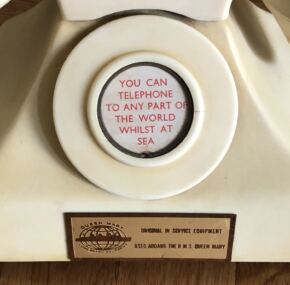 YOU CAN
TELEPHONE
TO ANY PART OF
THE WORLD
WHILST AT
SEA
QUEEN MARY
ORIGINAL IN SERVICE EQUIPMENT
USED ABOARD THE R.M.S. QUEEN MARY